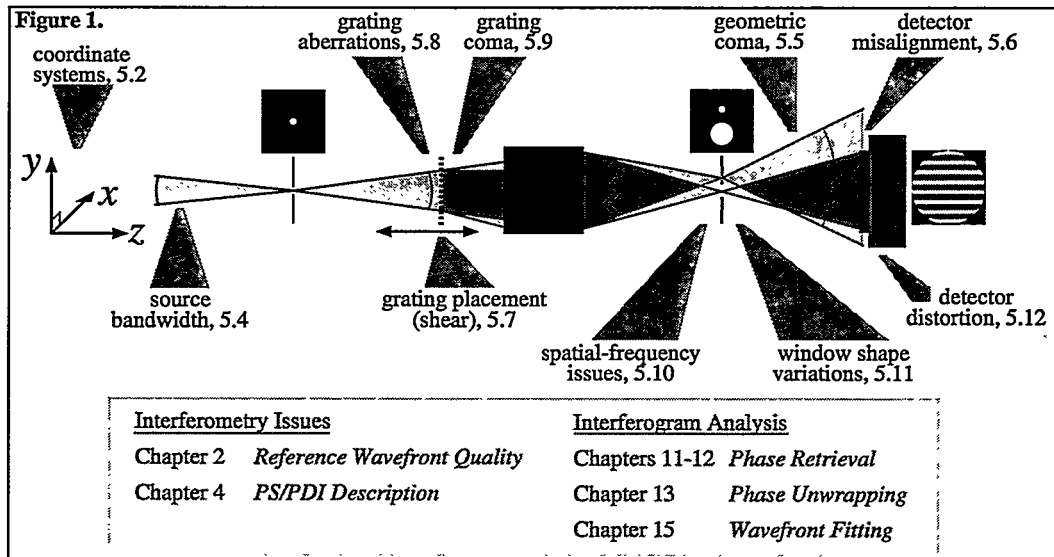 Figure 1.
coordinate
systems, 5.2
grating
aberrations, 5.8
grating
coma, 5.9
geometric
coma, 5.5
detector
misalignment, 5.6
y
x
z
source
bandwidth, 5.4
grating placement
(shear), 5.7
spatial-frequency
issues, 5.10
window shape
variations, 5.11
detector
distortion, 5.12
Interferometry Issues
Chapter 2 Reference Wavefront Quality
Chapter 4 PS/PDI Description
Interferogram Analysis
Chapters 11-12 Phase Retrieval
Chapter 13 Phase Unwrapping
Chapter 15 Wavefront Fitting